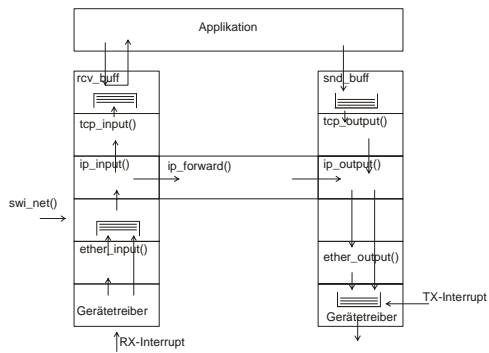 Applikation
rcv_buff
snd_buff
tcp_input()
tcp_output()
ip_input()
ip_forward()
ip_output()
swi_net()
ether_input()
ether_output()
TX-Interrupt
Gerätetreiber
Gerätetreiber
RX-Interrupt